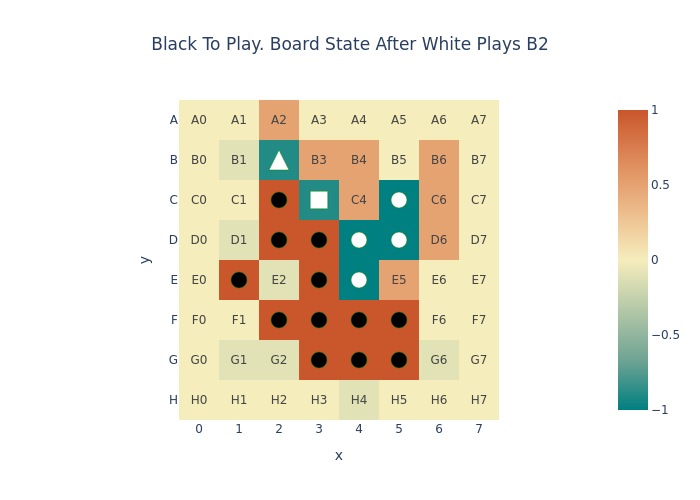 Black To Play. Board State After White Plays B2
A A0 A1 A2 A3 A4 A5 A6 A7
B B0 B1 B3 B4 B5 B6 B7
C C0 C1 C4 C6 C7
D D0 D1 D6 D7
E E0 E2 E5 E6 E7
F F0 F1 F6 F7
G G0 G1 G2 G6 G7
H H0 H1 H2 H3 H4 H5 H6 H7
0 1 2 3 4 5 6 7
x
y
1
0.5
0
−0.5
−1